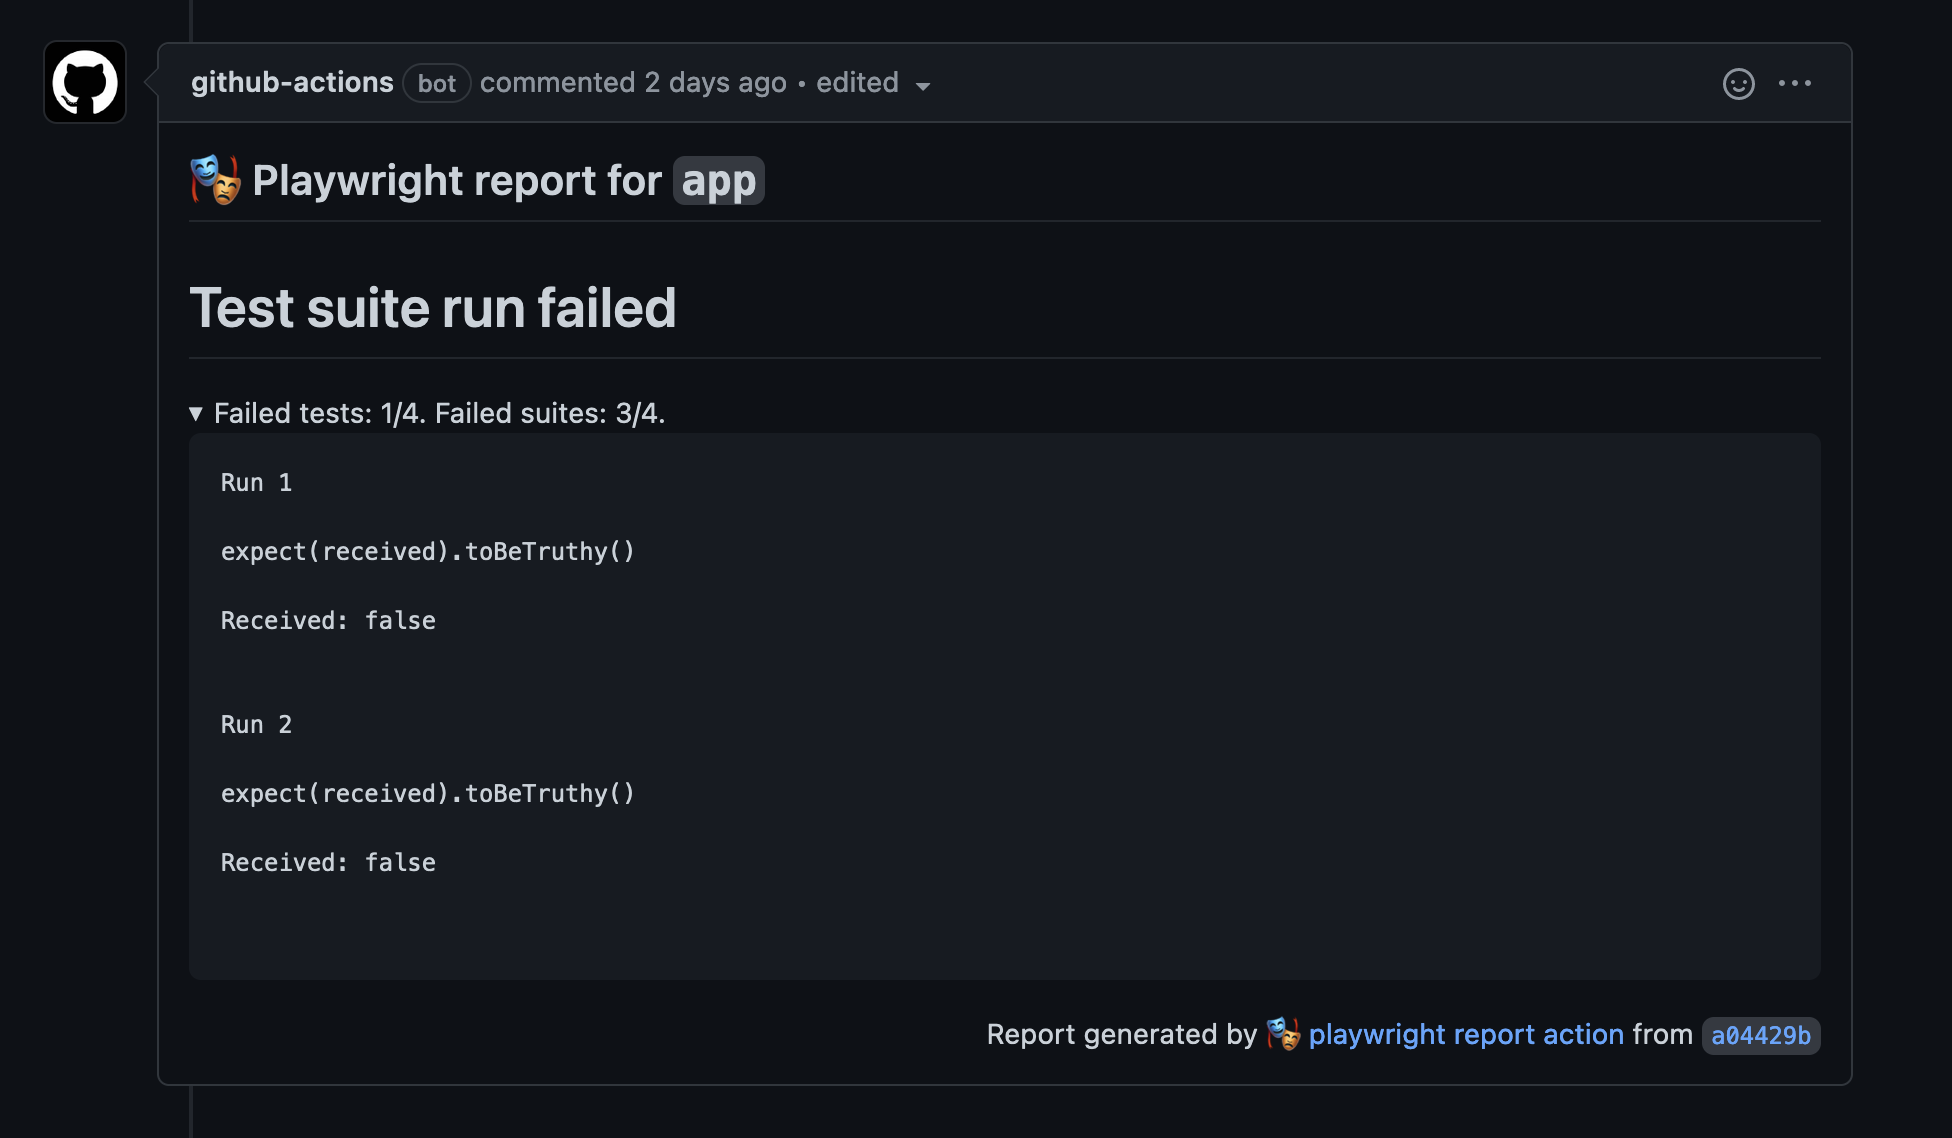 github-actions bot commented 2 days ago • edited
Playwright report for app
Test suite run failed
Failed tests: 1/4. Failed suites: 3/4.
Run 1
expect(received).toBeTruthy()
Received: false
Run 2
expect(received).toBeTruthy()
Received: false
Report generated by playwright report action from a04429b